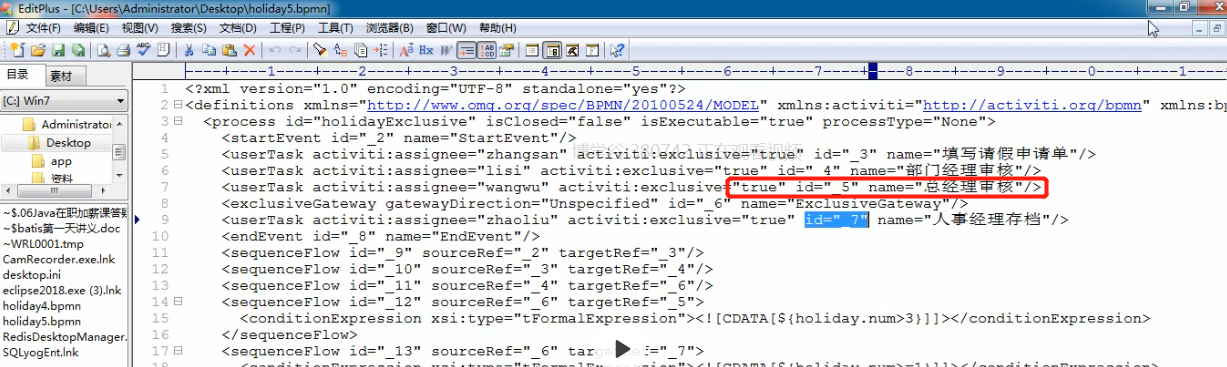 EditPlus - [C:\Users\Administrator\Desktop\holiday5.bpmn]
文件(F) 编辑(E) 视图(V) 搜索(S) 文档(D) 工程(P) 工具(T) 浏览器(B) 窗口(W) 帮助(H)
目录 素材
[C:] Win7
Administrator
Desktop
app
资料
~$.06Java在职加薪课答疑
~$batis第一天讲义.doc
~WRL0001.tmp
CamRecorder.exe.lnk
desktop.ini
eclipse2018.exe (3).lnk
holiday4.bpmn
holiday5.bpmn
RedisDesktopManager.
SQLyogEnt.lnk
----+----1----+----2----+----3----+----4----+----5----+----6----+----7----+----8----+----9----+----0----+----1----
1 <?xml version="1.0" encoding="UTF-8" standalone="yes"?>
2 <definitions xmlns="http://www.omg.org/spec/BPMN/20100524/MODEL" xmlns:activiti="http://activiti.org/bpmn" xmlns:bp
3 <process id="holidayExclusive" isClosed="false" isExecutable="true" processType="None">
4 <startEvent id="_2" name="StartEvent"/>
5 <userTask activiti:assignee="zhangsan" activiti:exclusive="true" id="_3" name="填写请假申请单"/>
6 <userTask activiti:assignee="lisi" activiti:exclusive="true" id="_4" name="部门经理审核"/>
7 <userTask activiti:assignee="wangwu" activiti:exclusive="true" id="_5" name="总经理审核"/>
8 <exclusiveGateway gatewayDirection="Unspecified" id="_6" name="ExclusiveGateway"/>
9 <userTask activiti:assignee="zhaoliu" activiti:exclusive="true" id="_7" name="人事经理存档"/>
10 <endEvent id="_8" name="EndEvent"/>
11 <sequenceFlow id="_9" sourceRef="_2" targetRef="_3"/>
12 <sequenceFlow id="_10" sourceRef="_3" targetRef="_4"/>
13 <sequenceFlow id="_11" sourceRef="_4" targetRef="_6"/>
14 <sequenceFlow id="_12" sourceRef="_6" targetRef="_5">
15 <conditionExpression xsi:type="tFormalExpression"><![CDATA[${holiday.num>3}]]></conditionExpression>
16 </sequenceFlow>
17 <sequenceFlow id="_13" sourceRef="_6" targ ="_7">
18 <conditionExpression xsi:type="tFormalExpression"><![CDATA[${holiday.num>=1}]]></conditionExpression>